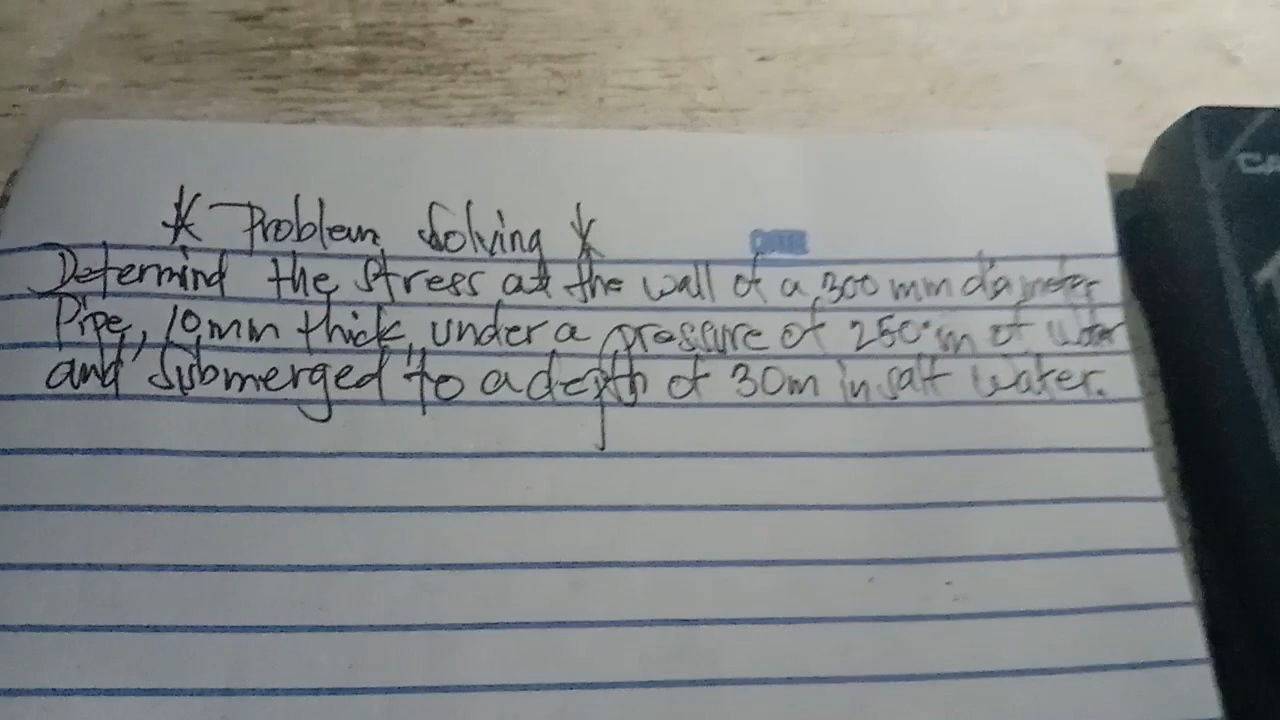 * Problem Solving *
Determind the stress at the wall of a 300 mm diameter
Pipe, 10mm thick, under a pressure of 250 m of water
and submerged to a depth of 30m in salt water.
CA